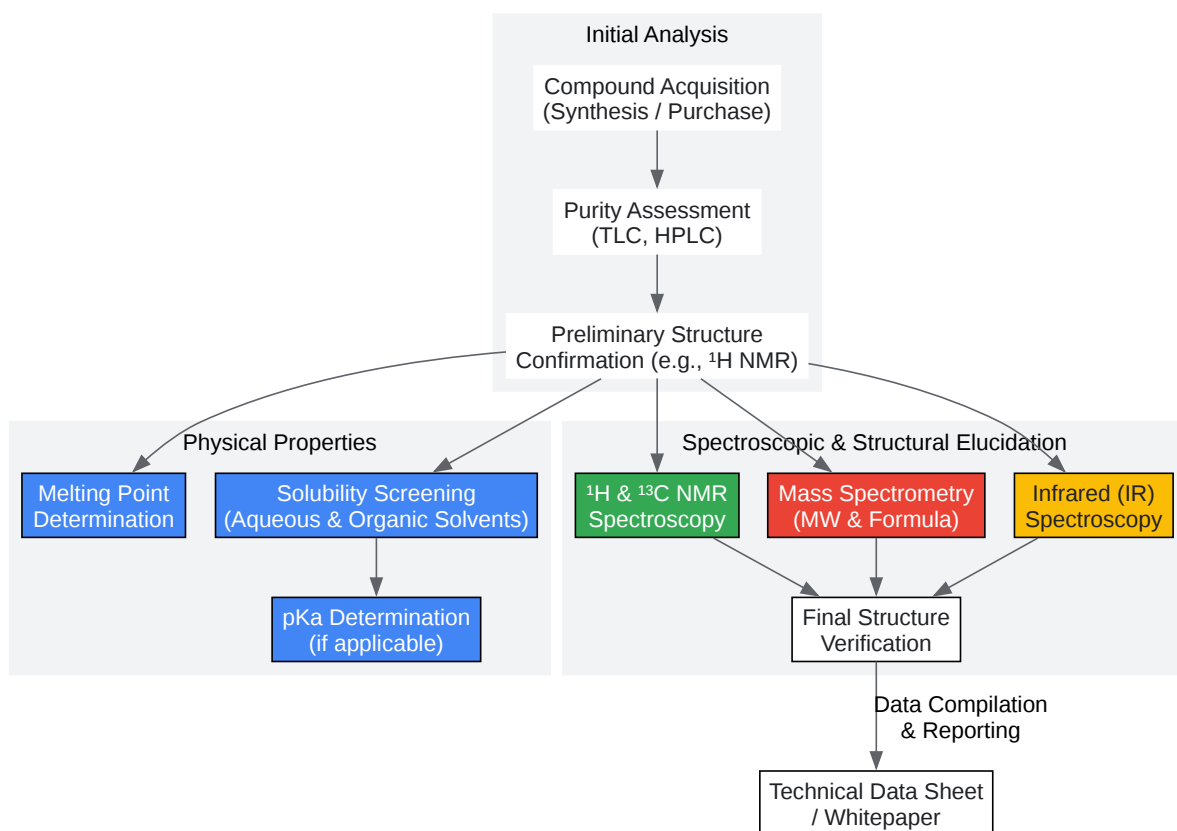 Initial Analysis
Compound Acquisition
(Synthesis / Purchase)
Purity Assessment
(TLC, HPLC)
Preliminary Structure
Confirmation (e.g., ¹H NMR)
Physical Properties
Spectroscopic & Structural Elucidation
Melting Point
Determination
Solubility Screening
(Aqueous & Organic Solvents)
¹H & ¹³C NMR
Spectroscopy
Mass Spectrometry
(MW & Formula)
Infrared (IR)
Spectroscopy
pKa Determination
(if applicable)
Final Structure
Verification
Data Compilation
& Reporting
Technical Data Sheet
/ Whitepaper